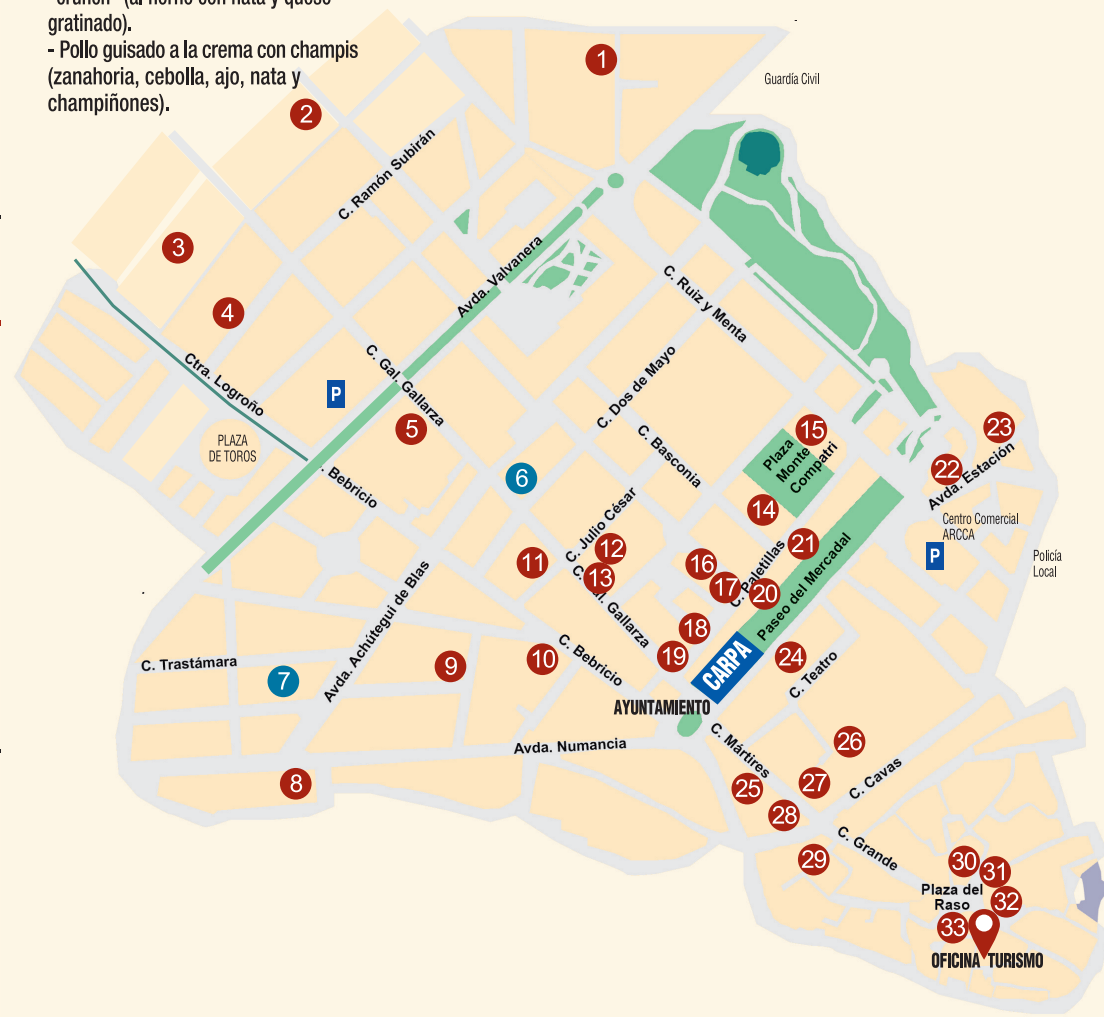 gratinado).
- Pollo guisado a la crema con champis
(zanahoria, cebolla, ajo, nata y
champiñones).
1
Guardía Civil
2
C. Ramón Subirán
3
Avda. Valvanera
4
C. Ruiz y Menta
Ctra. Logroño
P
C. Gal. Gallarza
C. Dos de Mayo
5
15
23
PLAZA
DE TOROS
C. Basconia
Plaza
Monte
Compatri
22
Avda. Estación
. Bebricio
6
C. Julio César
14
Centro Comercial
ARCCA
P
Policía
Local
11
12
13
21
16
17
C. Paletillas
20
Paseo del Mercadal
Gallarza
Avda. Achútegui de Blas
18
19
CARPA
24
C. Teatro
C. Trastámara
7
9
10
C. Bebricio
AYUNTAMIENTO
Avda. Numancia
C. Mártires
26
8
25
27
C. Cavas
28
C. Grande
29
30
31
Plaza del
Raso
32
33
OFICINA TURISMO